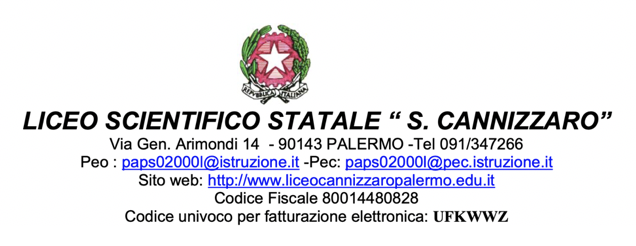 REPVBBLICA ITALIANA
LICEO SCIENTIFICO STATALE “ S. CANNIZZARO”
Via Gen. Arimondi 14 - 90143 PALERMO -Tel 091/347266
Peo : paps02000l@istruzione.it -Pec: paps02000l@pec.istruzione.it
Sito web: http://www.liceocannizzaropalermo.edu.it
Codice Fiscale 80014480828
Codice univoco per fatturazione elettronica: UFKWWZ